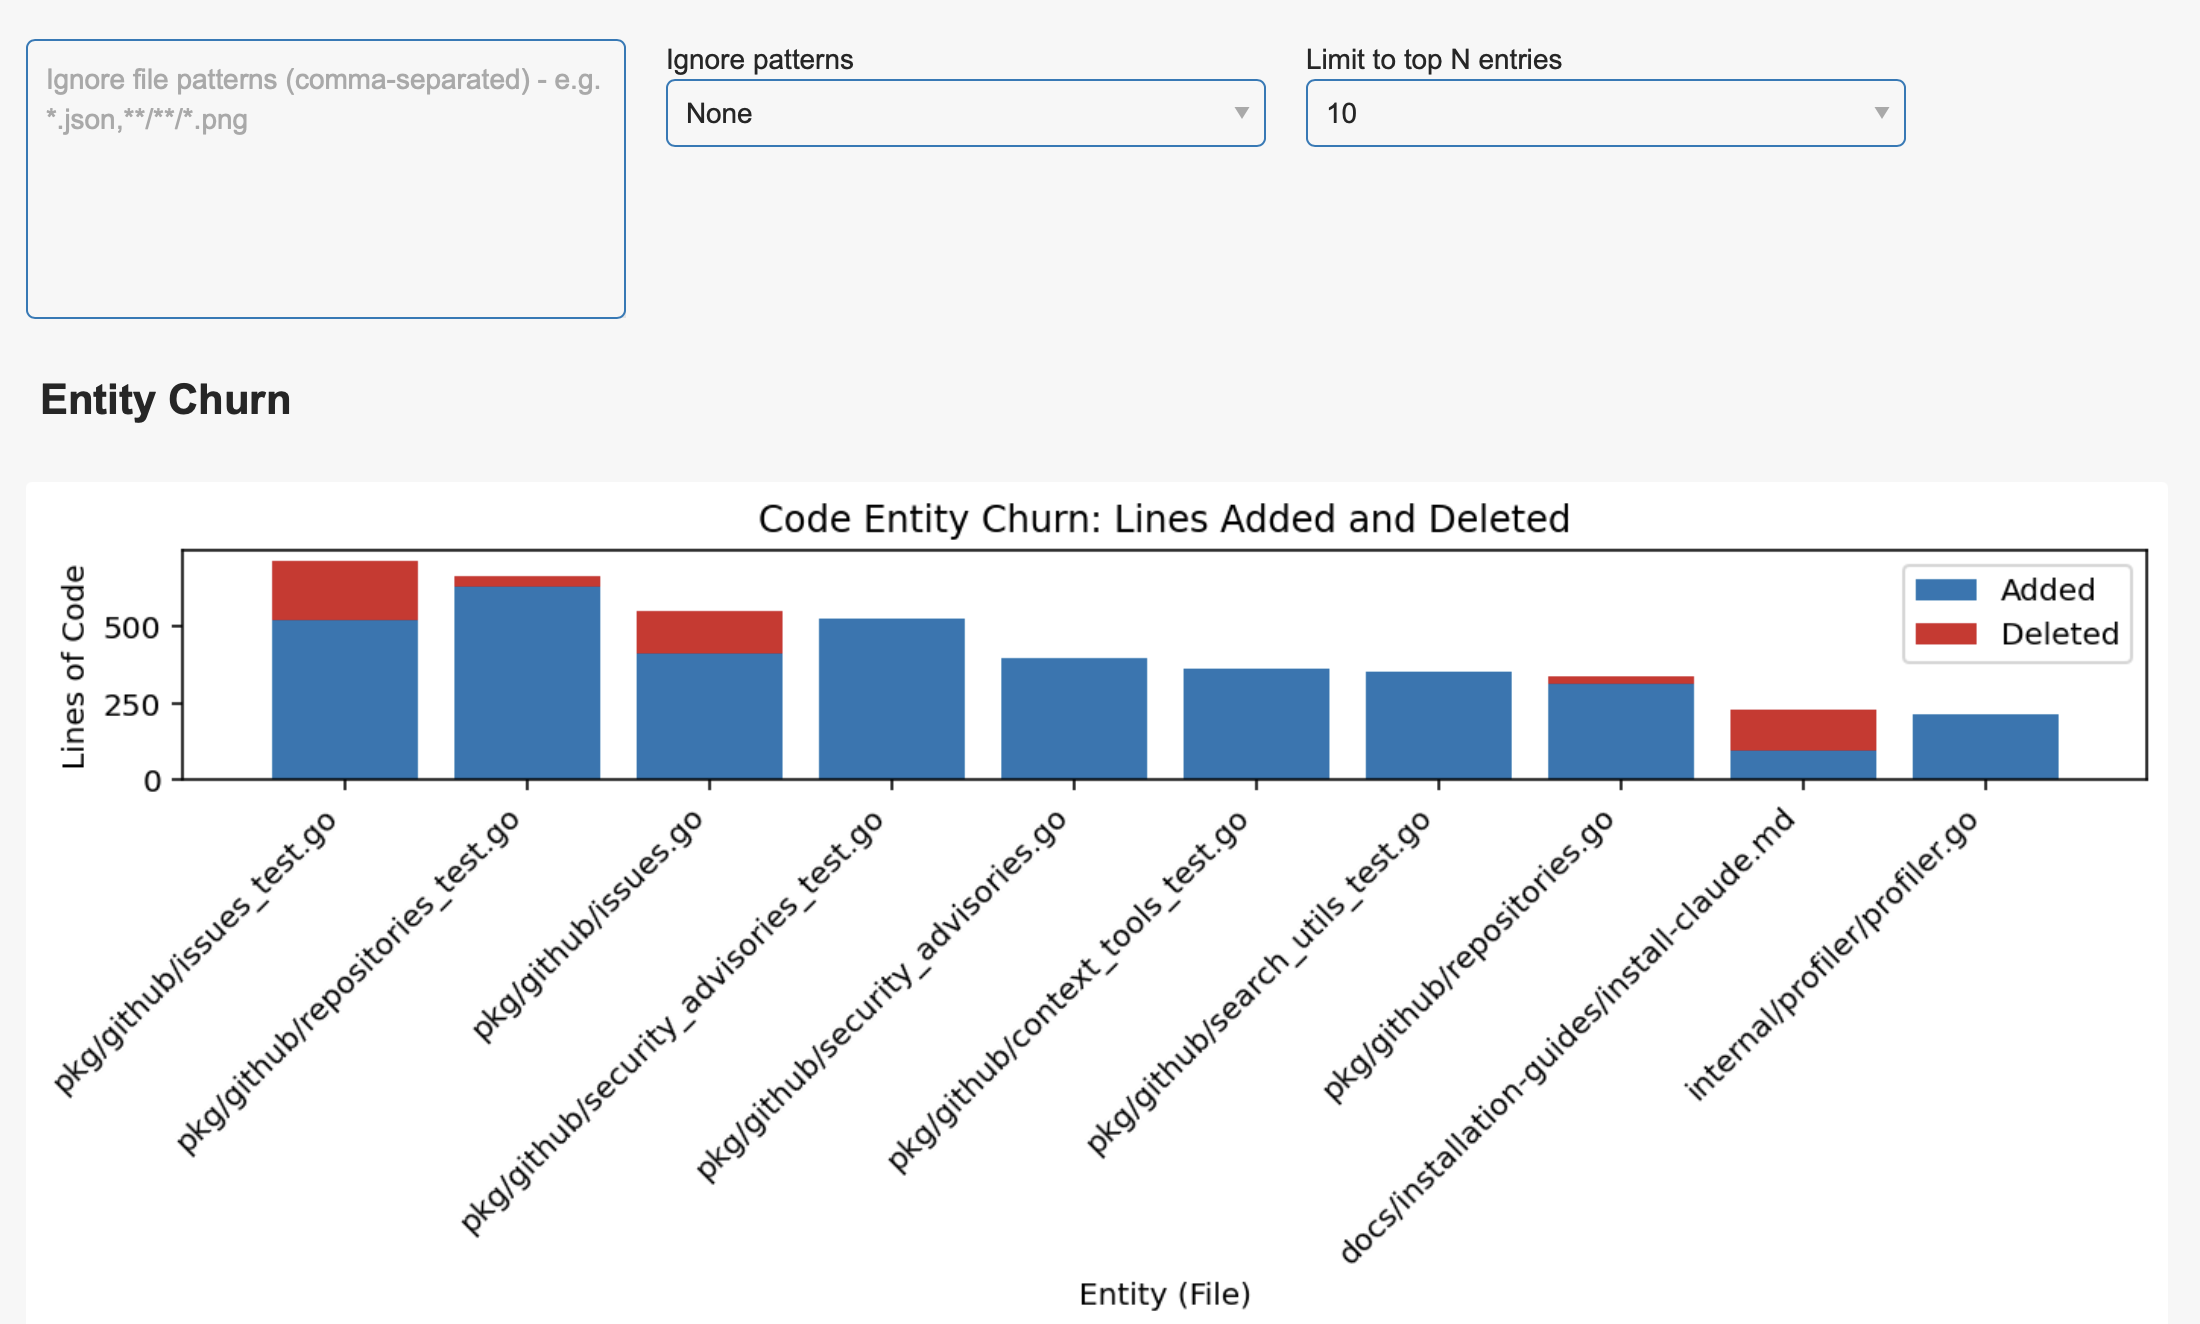 Ignore file patterns (comma-separated) - e.g.
*.json,**/**/*.png
Ignore patterns
None
Limit to top N entries
10
Entity Churn
Code Entity Churn: Lines Added and Deleted
Lines of Code
500
250
0
Added
Deleted
pkg/github/issues_test.go
pkg/github/repositories_test.go
pkg/github/issues.go
pkg/github/security_advisories_test.go
pkg/github/security_advisories.go
pkg/github/context_tools_test.go
pkg/github/search_utils_test.go
pkg/github/repositories.go
docs/installation-guides/install-claude.md
internal/profiler/profiler.go
Entity (File)